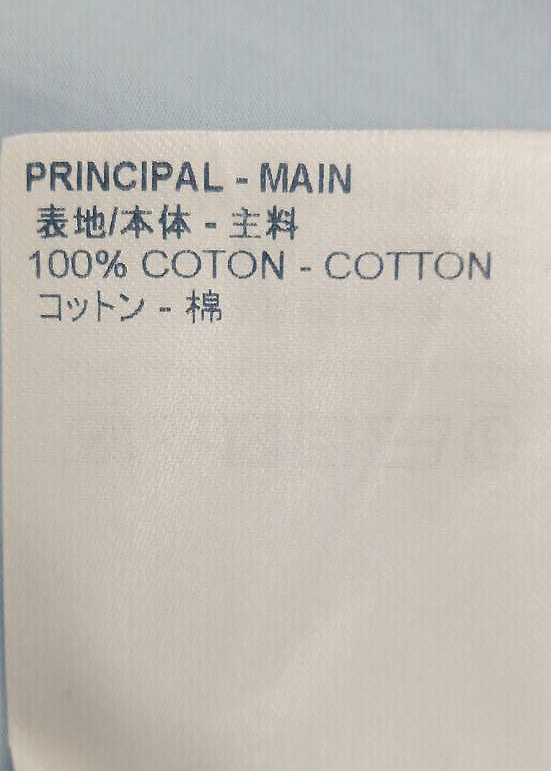 PRINCIPAL - MAIN
表地/本体 - 主料
100% COTON - COTTON
コットン - 棉